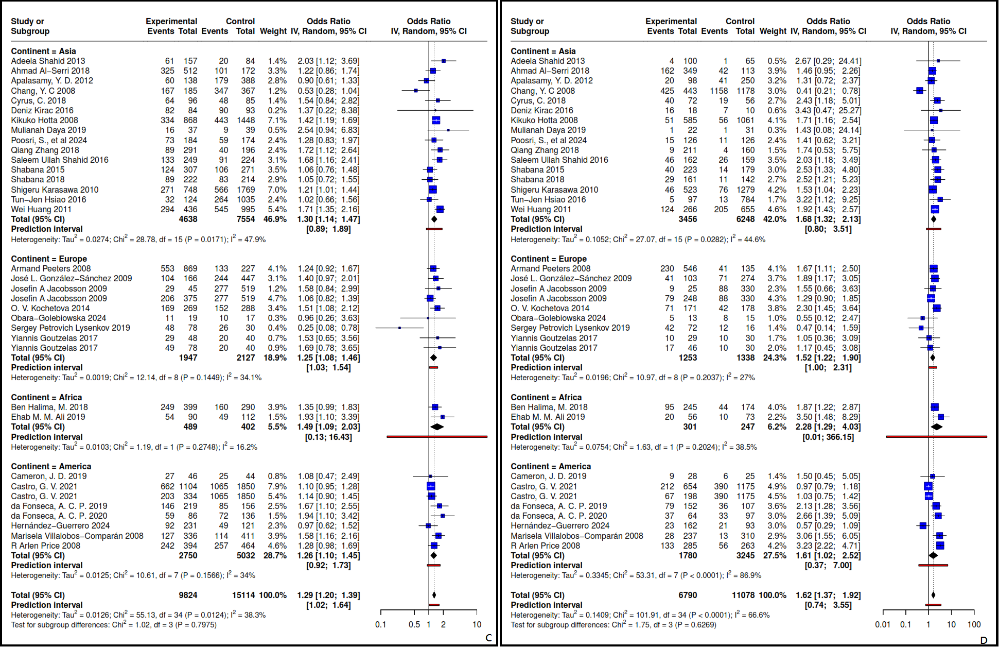 Study or Experimental Control Odds Ratio Odds Ratio
Subgroup Events Total Events Total Weight IV, Random, 95% CI IV, Random, 95% CI
Continent = Asia
Adeela Shahid 2013 61 157 20 84 1.4% 2.03 [1.12; 3.69]
Ahmad Al−Serri 2018 325 512 101 172 3.3% 1.22 [0.86; 1.74]
Apalasamy, Y. D. 2012 60 138 179 388 2.8% 0.90 [0.61; 1.33]
Chang, Y. C 2008 167 185 347 367 1.2% 0.53 [0.28; 1.04]
Cyrus, C. 2018 64 96 48 85 1.4% 1.54 [0.84; 2.82]
Deniz Kirac 2016 82 84 90 93 0.2% 1.37 [0.22; 8.38]
Kikuko Hotta 2008 334 868 443 1448 7.1% 1.42 [1.19; 1.69]
Mulianah Daya 2019 16 37 9 39 0.5% 2.54 [0.94; 6.83]
Poosri, S., et al 2024 73 184 59 174 2.4% 1.28 [0.83; 1.97]
Qiang Zhang 2018 89 291 40 196 2.4% 1.72 [1.12; 2.64]
Saleem Ullah Shahid 2016 133 249 91 224 3.1% 1.68 [1.16; 2.41]
Shabana 2015 124 307 106 271 3.5% 1.06 [0.76; 1.48]
Shabana 2018 89 222 83 214 2.9% 1.05 [0.72; 1.55]
Shigeru Karasawa 2010 271 748 566 1769 7.0% 1.21 [1.01; 1.44]
Tun−Jen Hsiao 2016 32 124 264 1035 2.4% 1.02 [0.66; 1.56]
Wei Huang 2011 294 436 545 995 5.4% 1.71 [1.35; 2.16]
Total (95% CI) 4638 7554 46.9% 1.30 [1.14; 1.47]
Prediction interval [0.89; 1.89]
Heterogeneity: Tau² = 0.0274; Chi² = 28.78, df = 15 (P = 0.0171); I² = 47.9%
Continent = Europe
Armand Peeters 2008 553 869 133 227 4.1% 1.24 [0.92; 1.67]
José L. González−Sánchez 2009 104 166 244 447 3.1% 1.40 [0.97; 2.01]
Josefin A Jacobsson 2009 29 45 277 519 1.2% 1.58 [0.84; 2.99]
Josefin A Jacobsson 2009 206 375 277 519 4.7% 1.06 [0.82; 1.39]
O. V. Kochetova 2014 169 269 152 288 3.4% 1.51 [1.08; 2.12]
Obara−Golebiowska 2024 11 19 10 17 0.3% 0.96 [0.26; 3.63]
Sergey Petrovich Lysenkov 2019 48 78 26 30 0.4% 0.25 [0.08; 0.78]
Yiannis Goutzelas 2017 29 48 20 40 0.7% 1.53 [0.65; 3.56]
Yiannis Goutzelas 2017 49 78 20 40 0.9% 1.69 [0.78; 3.65]
Total (95% CI) 1947 2127 18.9% 1.25 [1.08; 1.46]
Prediction interval [1.03; 1.54]
Heterogeneity: Tau² = 0.0019; Chi² = 12.14, df = 8 (P = 0.1449); I² = 34.1%
Continent = Africa
Ben Halima, M. 2018 249 399 160 290 3.9% 1.35 [0.99; 1.83]
Ehab M. M. Ali 2019 54 90 49 112 1.5% 1.93 [1.10; 3.39]
Total (95% CI) 489 402 5.5% 1.49 [1.09; 2.03]
Prediction interval [0.13; 16.43]
Heterogeneity: Tau² = 0.0103; Chi² = 1.19, df = 1 (P = 0.2748); I² = 16.2%
Continent = America
Cameron, J. D. 2019 27 46 25 44 0.8% 1.08 [0.47; 2.49]
Castro, G. V. 2021 662 1104 1065 1850 7.9% 1.10 [0.95; 1.28]
Castro, G. V. 2021 203 334 1065 1850 5.4% 1.14 [0.90; 1.45]
da Fonseca, A. C. P. 2019 146 219 85 156 2.5% 1.67 [1.10; 2.55]
da Fonseca, A. C. P. 2020 59 86 72 136 1.5% 1.94 [1.10; 3.42]
Hernández−Guerrero 2024 92 231 49 121 2.3% 0.97 [0.62; 1.52]
Marisela Villalobos−Comparán 2008 127 336 114 411 3.9% 1.58 [1.16; 2.16]
R Arlen Price 2008 242 394 257 464 4.6% 1.28 [0.98; 1.69]
Total (95% CI) 2750 5032 28.7% 1.26 [1.10; 1.45]
Prediction interval [0.92; 1.73]
Heterogeneity: Tau² = 0.0125; Chi² = 10.61, df = 7 (P = 0.1566); I² = 34%
Total (95% CI) 9824 15114 100.0% 1.29 [1.20; 1.39]
Prediction interval [1.02; 1.64]
Heterogeneity: Tau² = 0.0126; Chi² = 55.13, df = 34 (P = 0.0124); I² = 38.3%
Test for subgroup differences: Chi² = 1.02, df = 3 (P = 0.7975)
0.1 0.5 1 2 10
C
Study or Experimental Control Odds Ratio Odds Ratio
Subgroup Events Total Events Total Weight IV, Random, 95% CI IV, Random, 95% CI
Continent = Asia
Adeela Shahid 2013 4 100 1 65 0.5% 2.67 [0.29; 24.41]
Ahmad Al−Serri 2018 162 349 42 113 3.9% 1.46 [0.95; 2.26]
Apalasamy, Y. D. 2012 20 98 41 250 3.2% 1.31 [0.72; 2.37]
Chang, Y. C 2008 425 443 1158 1178 3.0% 0.41 [0.21; 0.78]
Cyrus, C. 2018 40 72 19 56 2.7% 2.43 [1.18; 5.01]
Deniz Kirac 2016 16 18 7 10 0.6% 3.43 [0.47; 25.27]
Kikuko Hotta 2008 51 585 56 1061 4.1% 1.71 [1.16; 2.54]
Mulianah Daya 2019 1 22 1 31 0.3% 1.43 [0.08; 24.14]
Poosri, S., et al 2024 15 126 11 126 2.4% 1.41 [0.62; 3.21]
Qiang Zhang 2018 9 211 4 160 1.5% 1.74 [0.53; 5.75]
Saleem Ullah Shahid 2016 46 162 26 159 3.5% 2.03 [1.18; 3.49]
Shabana 2015 40 223 14 179 3.0% 2.53 [1.33; 4.80]
Shabana 2018 29 161 11 142 2.7% 2.52 [1.21; 5.23]
Shigeru Karasawa 2010 46 523 76 1279 4.2% 1.53 [1.04; 2.23]
Tun−Jen Hsiao 2016 5 97 13 784 1.7% 3.22 [1.12; 9.25]
Wei Huang 2011 124 266 205 655 4.6% 1.92 [1.43; 2.57]
Total (95% CI) 3456 6248 42.0% 1.68 [1.32; 2.13]
Prediction interval [0.80; 3.51]
Heterogeneity: Tau² = 0.1052; Chi² = 27.07, df = 15 (P = 0.0282); I² = 44.6%
Continent = Europe
Armand Peeters 2008 230 546 41 135 4.1% 1.67 [1.11; 2.50]
José L. González−Sánchez 2009 41 103 71 274 3.7% 1.89 [1.17; 3.05]
Josefin A Jacobsson 2009 9 25 88 330 2.3% 1.55 [0.66; 3.63]
Josefin A Jacobsson 2009 79 248 88 330 4.3% 1.29 [0.90; 1.85]
O. V. Kochetova 2014 71 171 42 178 3.8% 2.30 [1.45; 3.64]
Obara−Golebiowska 2024 5 13 8 15 1.0% 0.55 [0.12; 2.47]
Sergey Petrovich Lysenkov 2019 42 72 12 16 1.4% 0.47 [0.14; 1.59]
Yiannis Goutzelas 2017 10 29 10 30 1.7% 1.05 [0.36; 3.09]
Yiannis Goutzelas 2017 17 46 10 30 2.0% 1.17 [0.45; 3.08]
Total (95% CI) 1253 1338 24.3% 1.52 [1.22; 1.90]
Prediction interval [1.00; 2.31]
Heterogeneity: Tau² = 0.0196; Chi² = 10.97, df = 8 (P = 0.2037); I² = 27%
Continent = Africa
Ben Halima, M. 2018 95 245 44 174 4.0% 1.87 [1.22; 2.87]
Ehab M. M. Ali 2019 20 56 10 73 2.2% 3.50 [1.48; 8.29]
Total (95% CI) 301 247 6.2% 2.28 [1.29; 4.03]
Prediction interval [0.01; 366.15]
Heterogeneity: Tau² = 0.0754; Chi² = 1.63, df = 1 (P = 0.2024); I² = 38.5%
Continent = America
Cameron, J. D. 2019 9 28 6 25 1.4% 1.50 [0.45; 5.05]
Castro, G. V. 2021 212 654 390 1175 4.9% 0.97 [0.79; 1.18]
Castro, G. V. 2021 67 198 390 1175 4.5% 1.03 [0.75; 1.42]
da Fonseca, A. C. P. 2019 79 152 36 107 3.6% 2.13 [1.28; 3.56]
da Fonseca, A. C. P. 2020 37 64 33 97 3.0% 2.66 [1.39; 5.09]
Hernández−Guerrero 2024 23 162 21 93 3.0% 0.57 [0.29; 1.09]
Marisela Villalobos−Comparán 2008 28 237 13 310 2.9% 3.06 [1.55; 6.05]
R Arlen Price 2008 133 285 56 263 4.2% 3.23 [2.22; 4.71]
Total (95% CI) 1780 3245 27.5% 1.61 [1.02; 2.52]
Prediction interval [0.37; 7.00]
Heterogeneity: Tau² = 0.3345; Chi² = 53.31, df = 7 (P < 0.0001); I² = 86.9%
Total (95% CI) 6790 11078 100.0% 1.62 [1.37; 1.92]
Prediction interval [0.74; 3.55]
Heterogeneity: Tau² = 0.1409; Chi² = 101.91, df = 34 (P < 0.0001); I² = 66.6%
Test for subgroup differences: Chi² = 1.75, df = 3 (P = 0.6269)
0.01 0.1 1 10 100
D